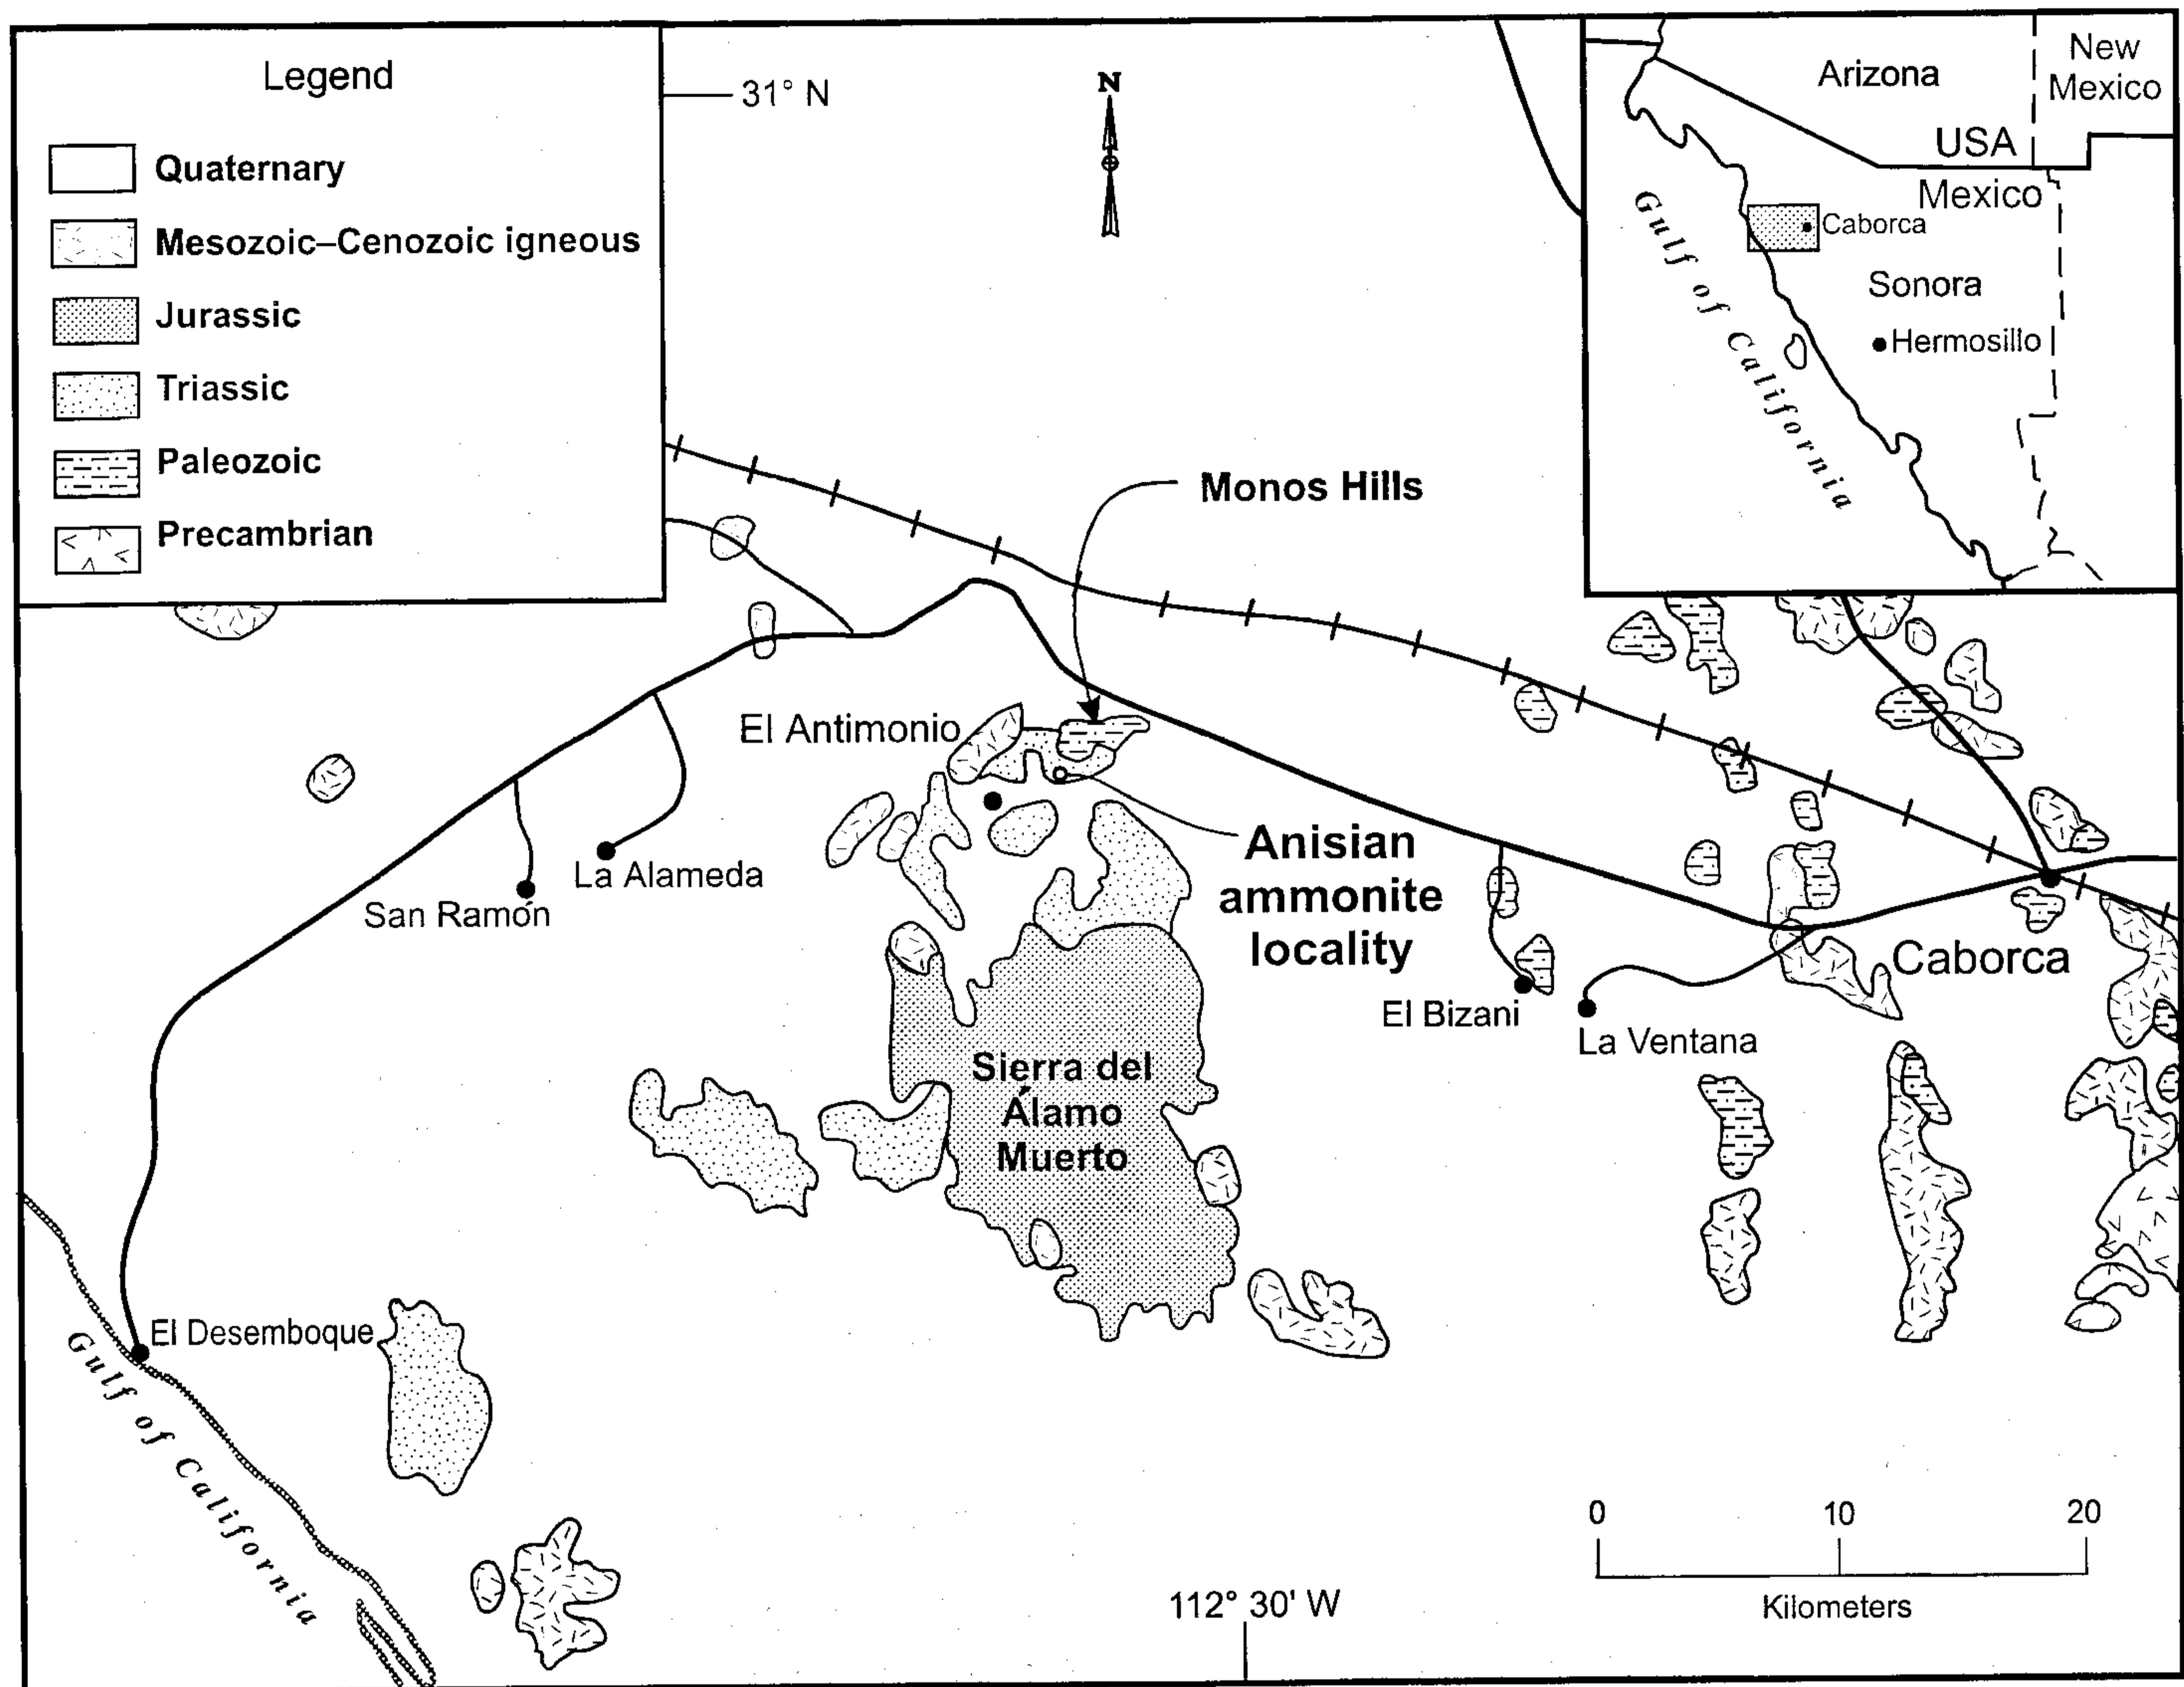 Legend
Quaternary
Mesozoic–Cenozoic igneous
Jurassic
Triassic
Paleozoic
Precambrian
31° N
N
Arizona
New
Mexico
USA
Mexico
Caborca
Sonora
Hermosillo
Gulf of California
Monos Hills
El Antimonio
Anisian
ammonite
locality
La Alameda
San Ramón
Caborca
El Bizani
La Ventana
Sierra del
Álamo
Muerto
El Desemboque
Gulf of California
0 10 20
Kilometers
112° 30' W